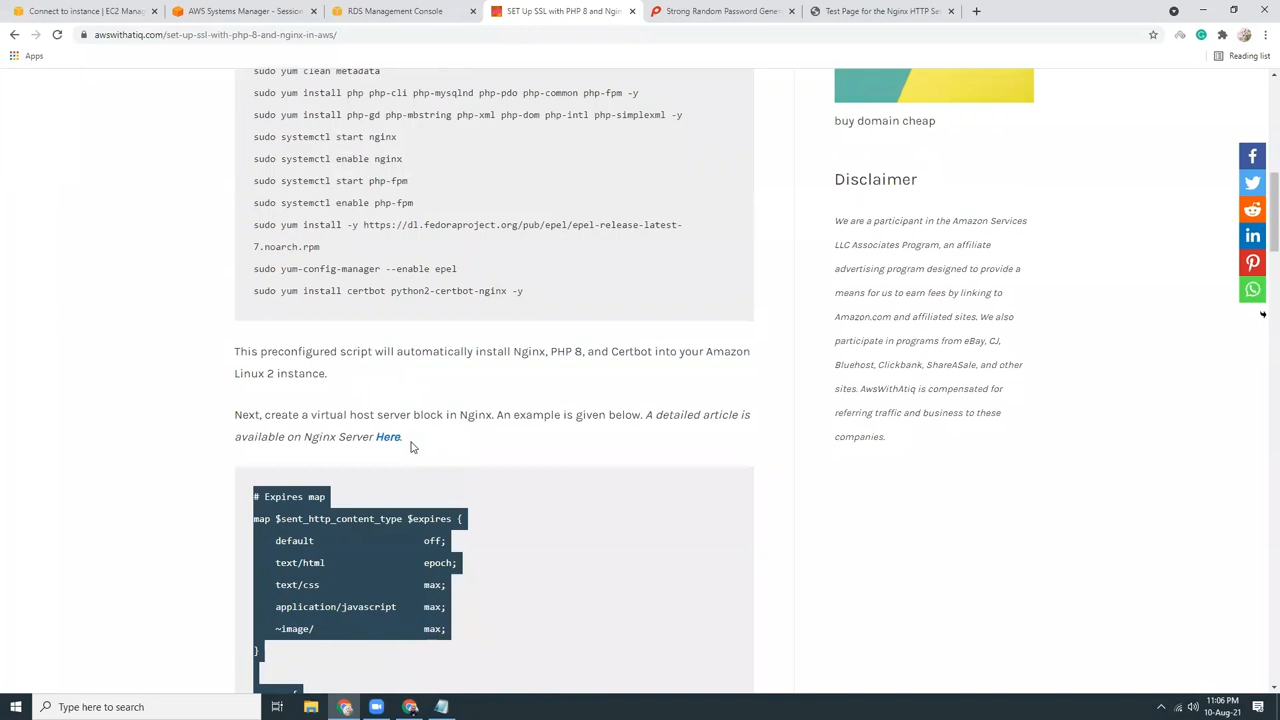 Connect to instance | EC2 Manag
AWS Systems Manager - Session
RDS Management Console
SET Up SSL with PHP 8 and Ngin
Strong Random Password Gene
Test Page for the Nginx HTTP Se
awswithatiq.com/set-up-ssl-with-php-8-and-nginx-in-aws/
Apps
Reading list
sudo yum clean metadata
sudo yum install php php-cli php-mysqlnd php-pdo php-common php-fpm -y
sudo yum install php-gd php-mbstring php-xml php-dom php-intl php-simplexml -y
sudo systemctl start nginx
sudo systemctl enable nginx
sudo systemctl start php-fpm
sudo systemctl enable php-fpm
sudo yum install -y https://dl.fedoraproject.org/pub/epel/epel-release-latest-
7.noarch.rpm
sudo yum-config-manager --enable epel
sudo yum install certbot python2-certbot-nginx -y
This preconfigured script will automatically install Nginx, PHP 8, and Certbot into your Amazon
Linux 2 instance.
Next, create a virtual host server block in Nginx. An example is given below. A detailed article is
available on Nginx Server Here.
# Expires map
map $sent_http_content_type $expires {
default off;
text/html epoch;
text/css max;
application/javascript max;
~image/ max;
}
buy domain cheap
Disclaimer
We are a participant in the Amazon Services
LLC Associates Program, an affiliate
advertising program designed to provide a
means for us to earn fees by linking to
Amazon.com and affiliated sites. We also
participate in programs from eBay, CJ,
Bluehost, Clickbank, ShareASale, and other
sites. AwsWithAtiq is compensated for
referring traffic and business to these
companies.
Type here to search
11:06 PM
10-Aug-21